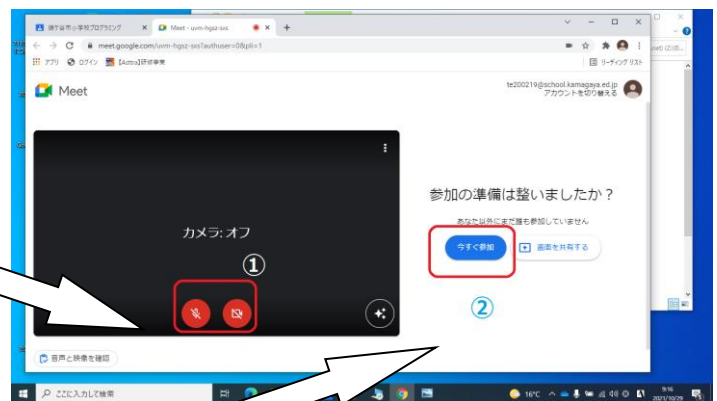 鎌ケ谷市小学校プログラミング
Meet - uvm-hgsz-sxs
meet.google.com/uvm-hgsz-sxs?authuser=0&pli=1
アプリ
ログイン
リーディング リスト
Meet
te200219@school.kamagaya.ed.jp
アカウントを切り替える
カメラ: オフ
①
参加の準備は整いましたか？
あなた以外にまだ誰も参加していません
今すぐ参加
画面を共有する
②
音声と映像を確認
ここに入力して検索
16°C
9:16
2021/10/29